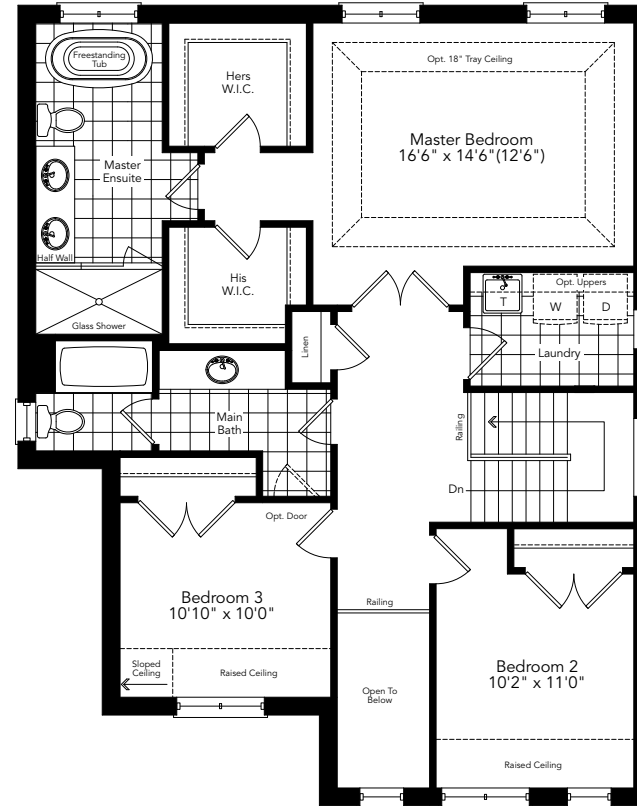 Freestanding
Tub
Hers
W.I.C.
Opt. 18" Tray Ceiling
Master Bedroom
16'6" x 14'6"(12'6")
Master
Ensuite
Half Wall
His
W.I.C.
Glass Shower
Opt. Uppers
T
W
D
Laundry
Linen
Main
Bath
Railing
Dn
Opt. Door
Bedroom 3
10'10" x 10'0"
Railing
Sloped
Ceiling
Raised Ceiling
Open To
Below
Bedroom 2
10'2" x 11'0"
Raised Ceiling